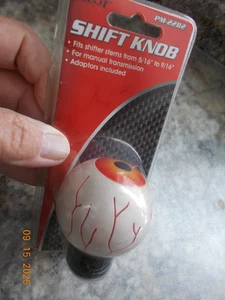 PM-2282
SHIFT KNOB
• Fits shifter stems from 5/16" to 9/16"
• For manual transmission
• Adaptors included
09 15 2025